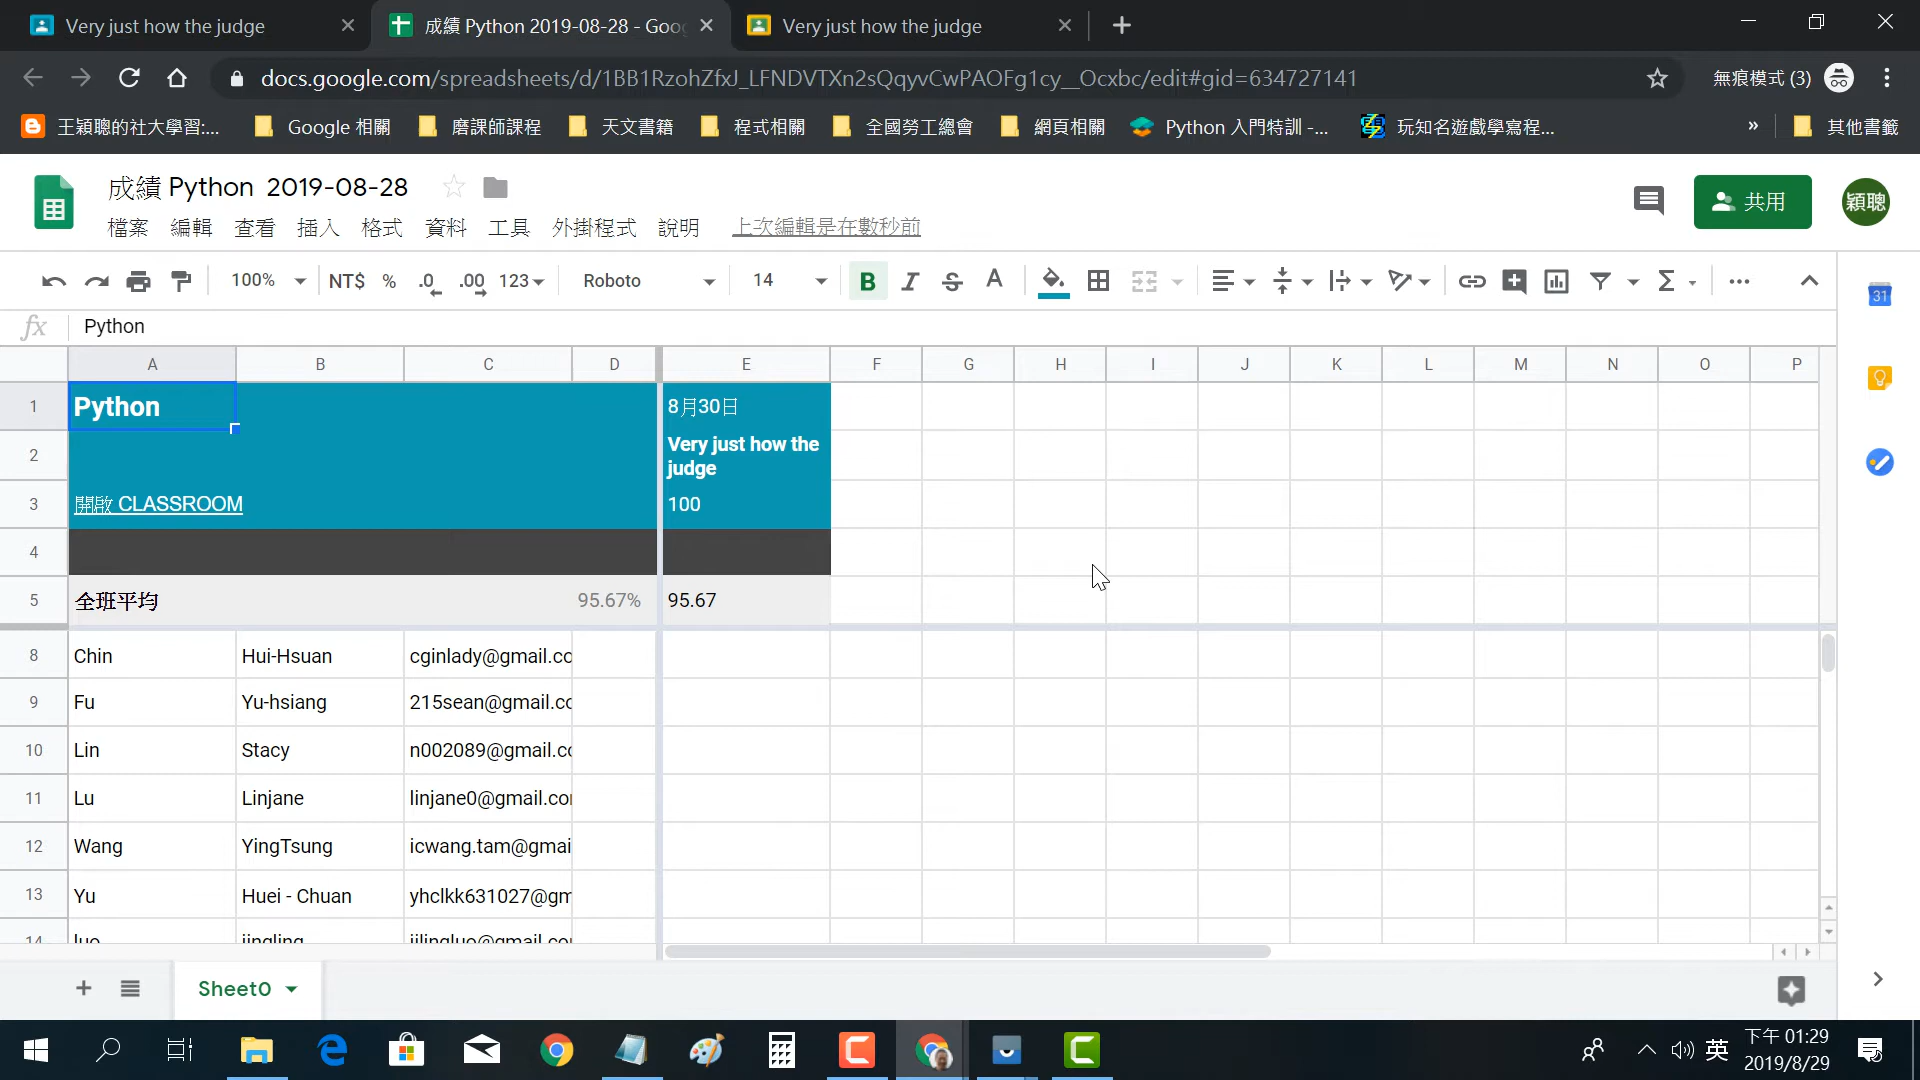 Very just how the judge
成績 Python 2019-08-28 - Goo
Very just how the judge
docs.google.com/spreadsheets/d/1BB1RzohZfxJ_LFNDVTXn2sQqyvCwPAOFg1cy__Ocxbc/edit#gid=634727141
無痕模式 (3)
王穎聰的社大學習:...
Google 相關
磨課師課程
天文書籍
程式相關
全國勞工總會
網頁相關
Python 入門特訓 -...
玩知名遊戲學寫程...
»
其他書籤
成績 Python 2019-08-28
共用
穎聰
檔案 編輯 查看 插入 格式 資料 工具 外掛程式 說明 上次編輯是在數秒前
100% NT$ % .0 .00 123 Roboto 14 B I S A Σ
31
fx Python
A B C D E F G H I J K L M N O P
1 Python 8月30日
2 Very just how the
judge
3 開啟 CLASSROOM 100
4
5 全班平均 95.67% 95.67
8 Chin Hui-Hsuan cginlady@gmail.co
9 Fu Yu-hsiang 215sean@gmail.co
10 Lin Stacy n002089@gmail.co
11 Lu Linjane linjane0@gmail.co
12 Wang YingTsung icwang.tam@gmai
13 Yu Huei - Chuan yhclkk631027@gm
14 luo jingling jilingluo@gmail.co
Sheet0
英
下午 01:29
2019/8/29